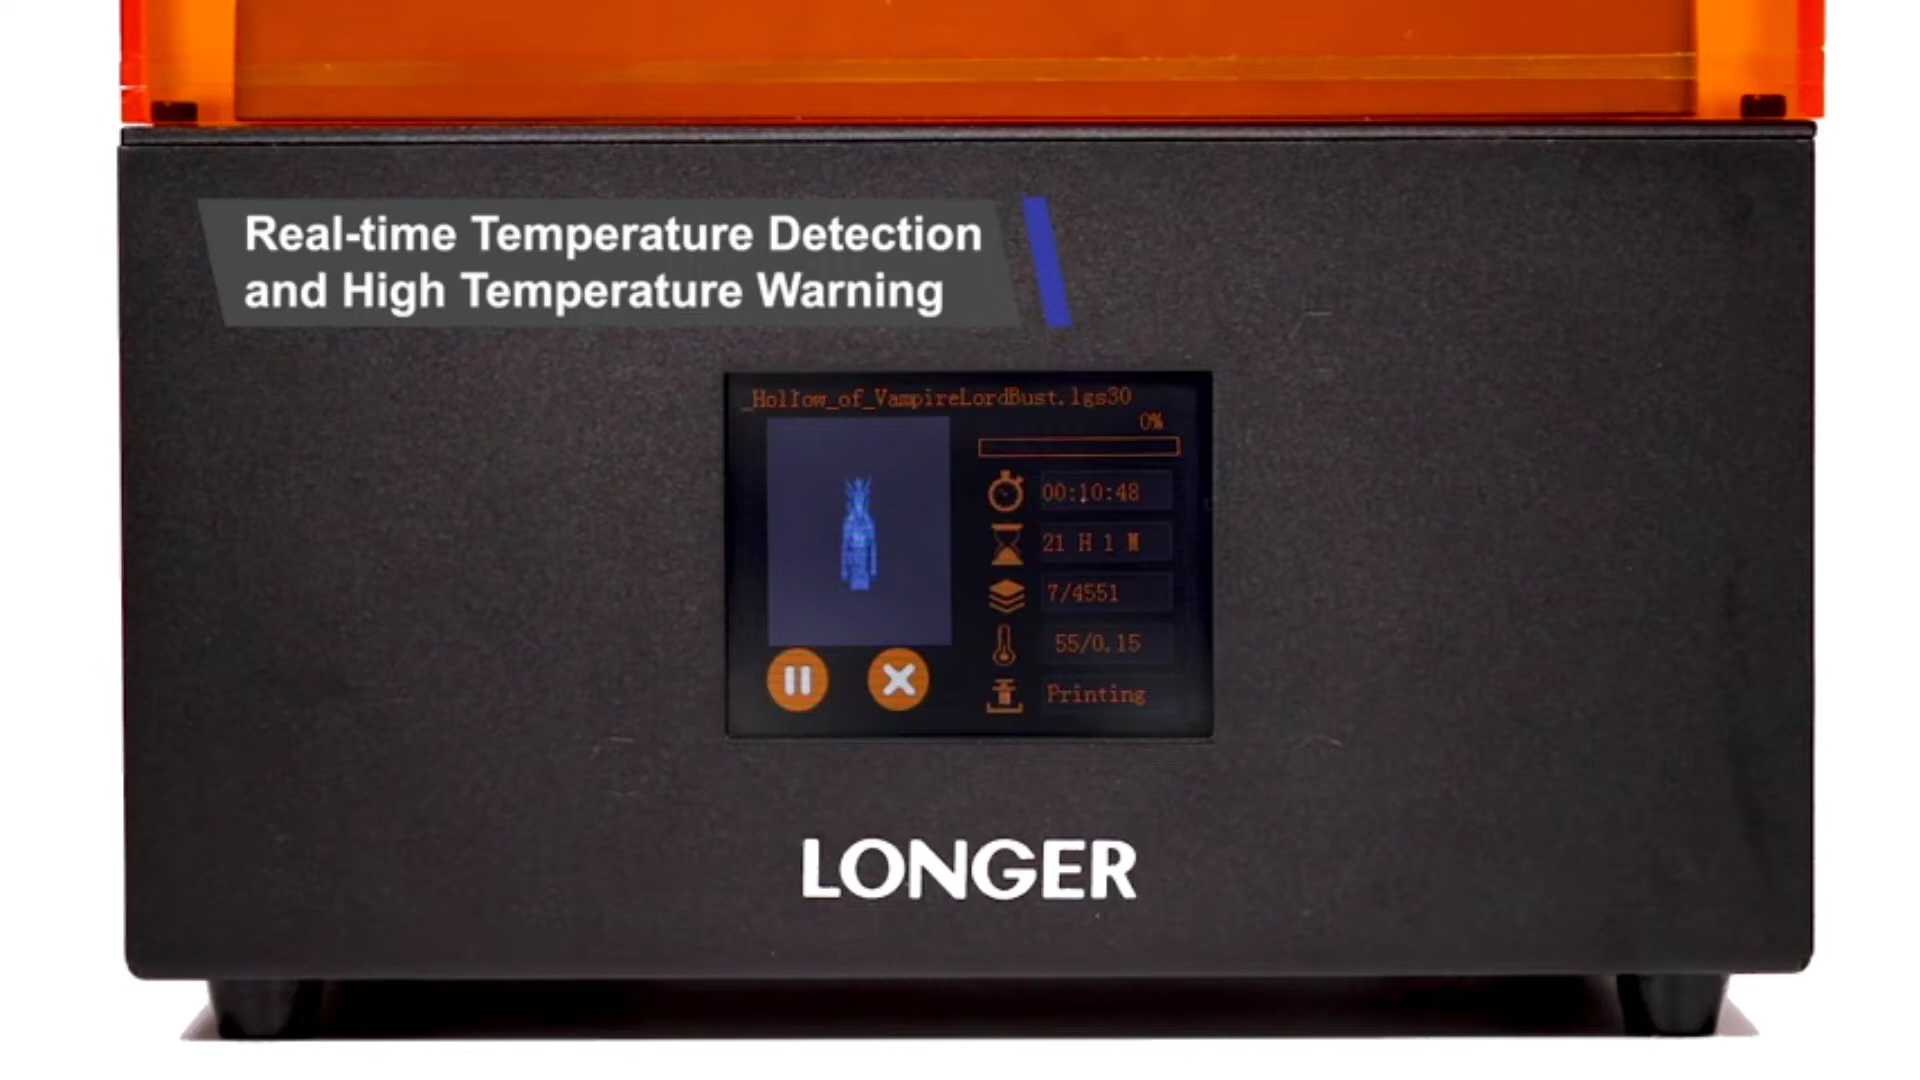 Real-time Temperature Detection
and High Temperature Warning
_Hollow_of_VampireLordBust.lgs30
0%
00:10:48
21 H 1 M
7/4551
55/0.15
Printing
LONGER